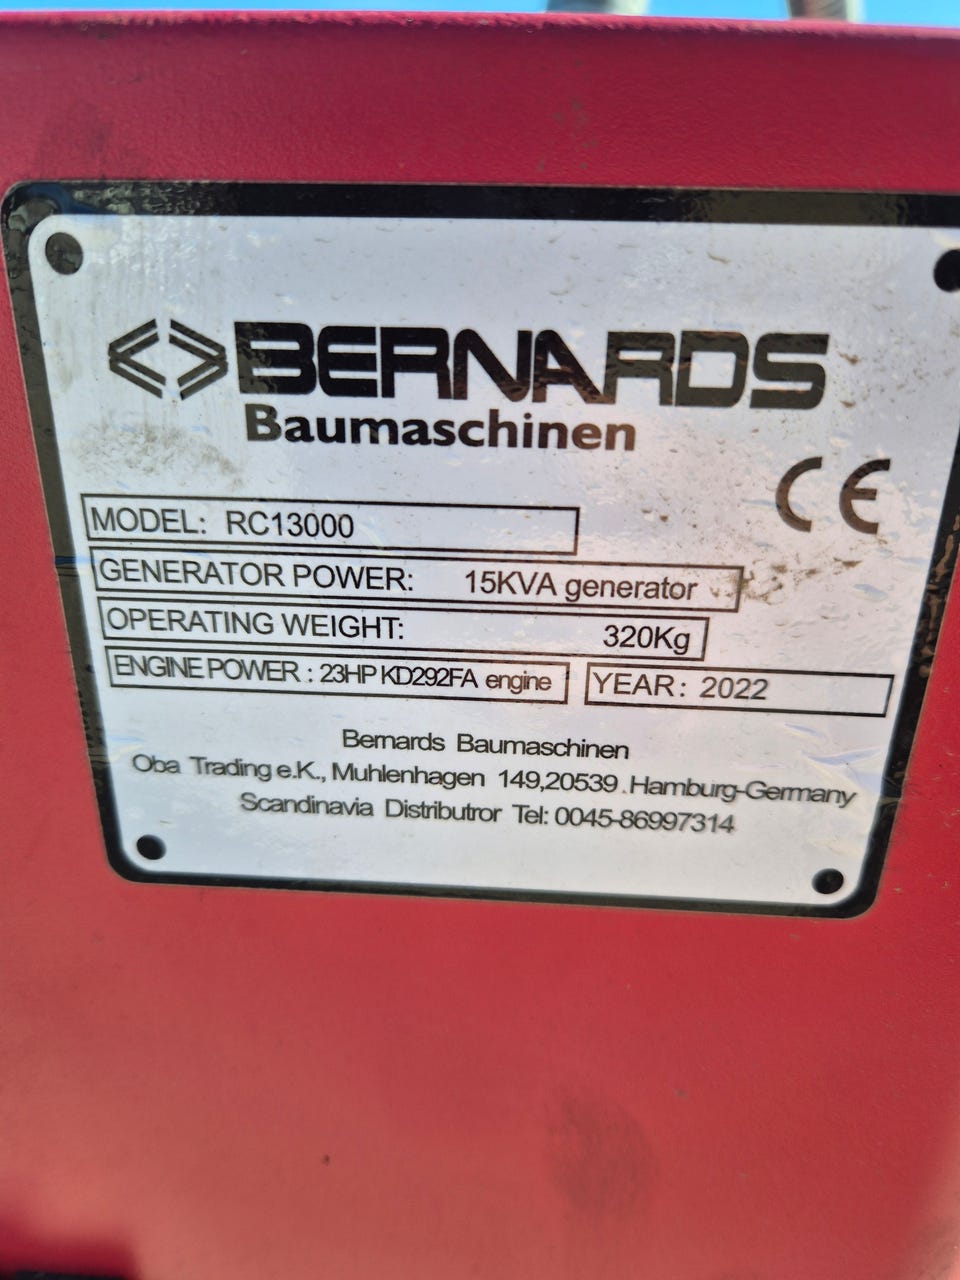 BERNARDS
Baumaschinen
CE
MODEL: RC13000
GENERATOR POWER: 15KVA generator
OPERATING WEIGHT: 320Kg
ENGINE POWER : 23HP KD292FA engine YEAR: 2022
Bernards Baumaschinen
Oba Trading e.K., Muhlenhagen 149,20539.Hamburg-Germany
Scandinavia Distributror Tel: 0045-86997314